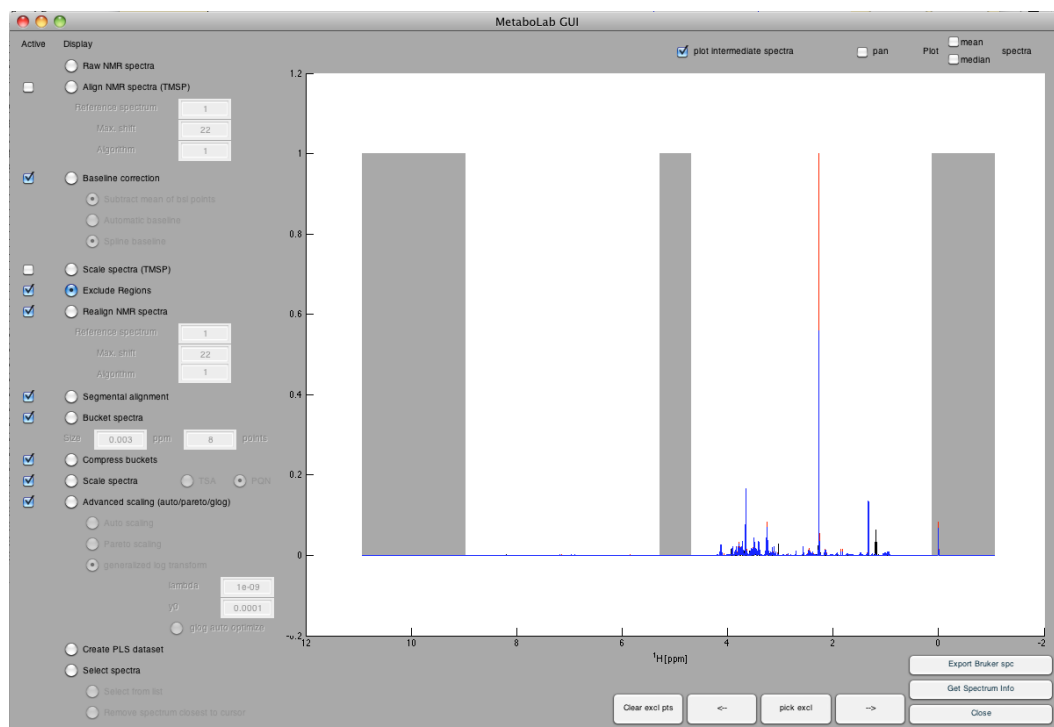 MetaboLab GUI
Active Display
plot intermediate spectra
pan
Plot
mean
median
spectra
Raw NMR spectra
Align NMR spectra (TMSP)
Reference spectrum 1
Max. shift 22
Algorithm 1
Baseline correction
Subtract mean of bsl points
Automatic baseline
Spline baseline
Scale spectra (TMSP)
Exclude Regions
Realign NMR spectra
Reference spectrum 1
Max. shift 22
Algorithm 1
Segmental alignment
Bucket spectra
Size 0.003 ppm 8 points
Compress buckets
Scale spectra TSA PQN
Advanced scaling (auto/pareto/glog)
Auto scaling
Pareto scaling
generalized log transform
lambda 1e-09
y0 0.0001
glog auto optimize
Create PLS dataset
Select spectra
Select from list
Remove spectrum closest to cursor
1.2
1
0.8
0.6
0.4
0.2
0
-0.2
12 10 8 6 4 2 0 -2
¹H [ppm]
Export Bruker spc
Get Spectrum Info
Close
Clear excl pts
<--
pick excl
-->